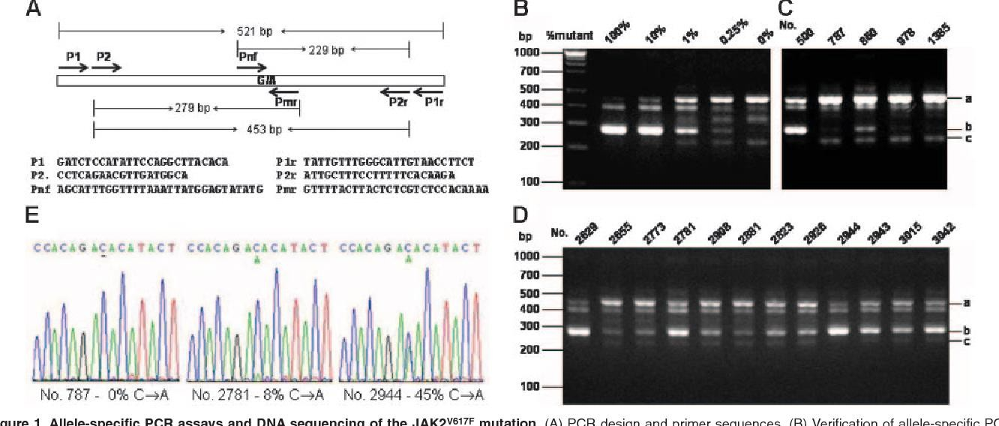 A
521 bp
229 bp
P1 P2 Pnf
G/A
Pmr P2r P1r
279 bp
453 bp
P1 GATCTCCATATTCCAGGCTTACACA
P2. CCTCAGAACGTTGATGGCA
Pnf AGCATTTGGTTTTAAATTATGGAGTATATG
P1r TATTGTTTGGGCATTGTAACCTTCT
P2r ATTGCTTTCCTTTTTCACAAGA
Pmr GTTTTACTTACTCTCGTCTCCACAAAA
B
bp %mutant 100% 10% 1% 0.25% 0%
1000
700
500
400
300
200
100
C
No. 500 787 860 978 1385
a
b
c
E
CCACAGACACATACT CCACAGACACATACT CCACAGACACATACT
A A
No. 787 - 0% C→A No. 2781 - 8% C→A No. 2944 - 45% C→A
D
bp No. 2829 2655 2773 2781 2908 2881 2823 2926 2944 2943 3015 3042
1000
700
500
400
300
200
100
a
b
c
gure 1. Allele-specific PCR assays and DNA sequencing of the JAK2V617F mutation. (A) PCR design and primer sequences. (B) Verification of allele-specific PC